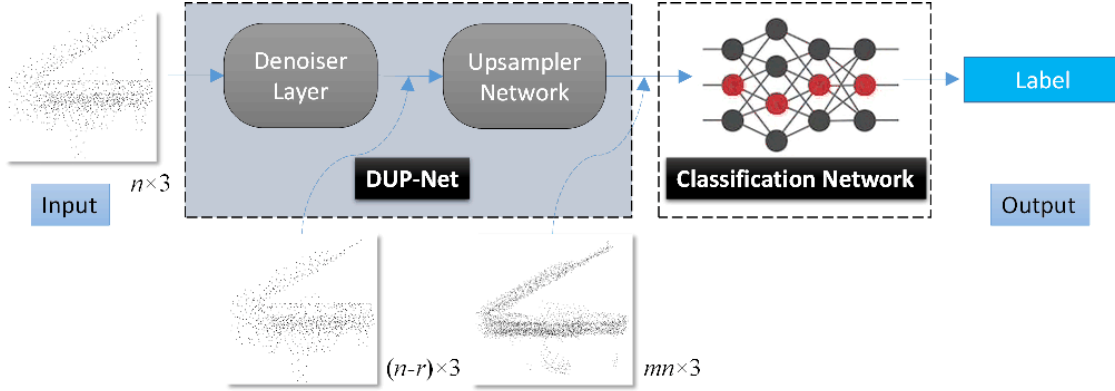 Denoiser
Layer
Upsampler
Network
Label
DUP-Net
Classification Network
n×3
Input
Output
(n-r)×3
mn×3